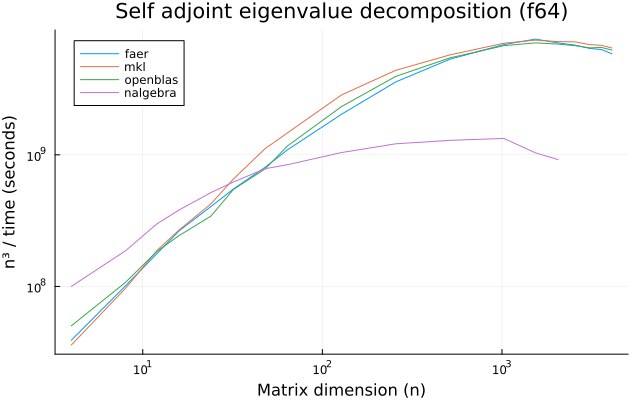 Self adjoint eigenvalue decomposition (f64)
faer
mkl
openblas
nalgebra
n³ / time (seconds)
10⁹
10⁸
10¹ 10² 10³
Matrix dimension (n)